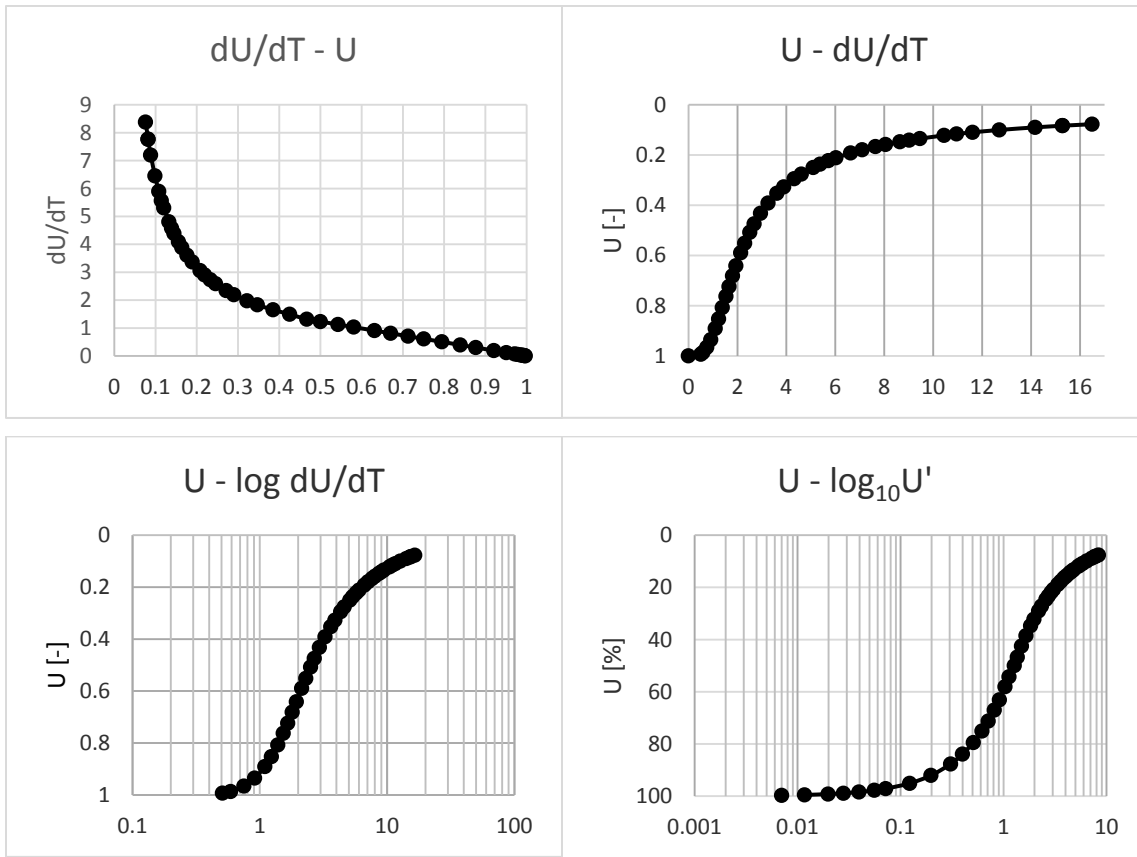 dU/dT - U
dU/dT
9
8
7
6
5
4
3
2
1
0
0 0.1 0.2 0.3 0.4 0.5 0.6 0.7 0.8 0.9 1
U - dU/dT
U [-]
0
0.2
0.4
0.6
0.8
1
0 2 4 6 8 10 12 14 16
U - log dU/dT
U [-]
0
0.2
0.4
0.6
0.8
1
0.1 1 10 100
U - log₁₀U'
U [%]
0
20
40
60
80
100
0.001 0.01 0.1 1 10